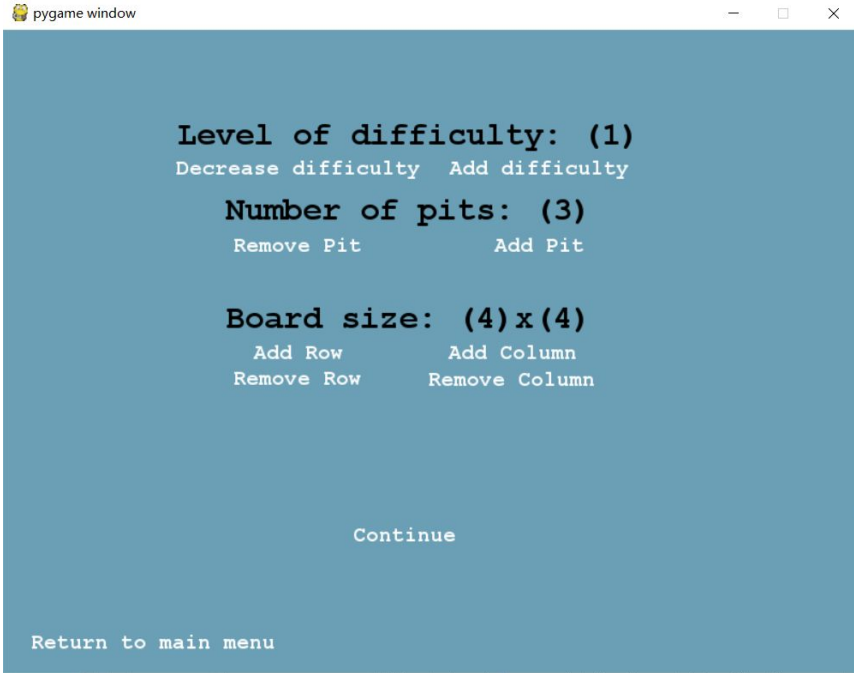 pygame window
Level of difficulty: (1)
Decrease difficulty Add difficulty
Number of pits: (3)
Remove Pit Add Pit
Board size: (4)x(4)
Add Row Add Column
Remove Row Remove Column
Continue
Return to main menu